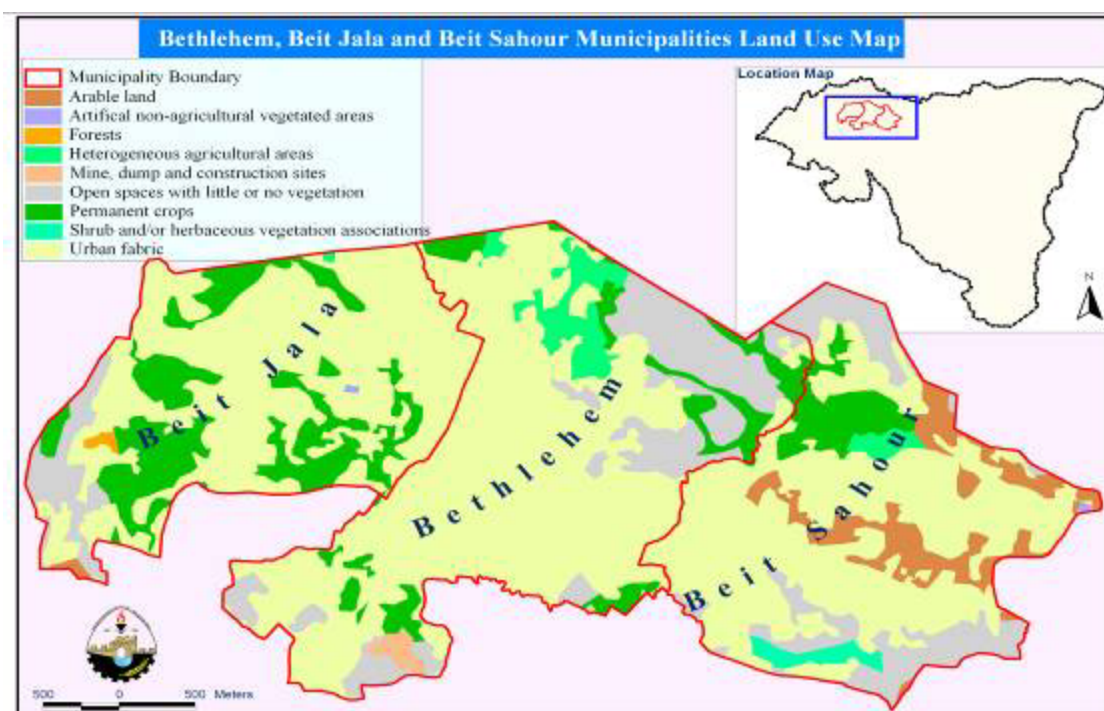 Bethlehem, Beit Jala and Beit Sahour Municipalities Land Use Map
Municipality Boundary
Arable land
Artifical non-agricultural vegetated areas
Forests
Heterogeneous agricultural areas
Mine, dump and construction sites
Open spaces with little or no vegetation
Permanent crops
Shrub and/or herbaceous vegetation associations
Urban fabric
Location Map
N
Beit Jala
Bethlehem
Beit Sahour
500 0 500 Meters